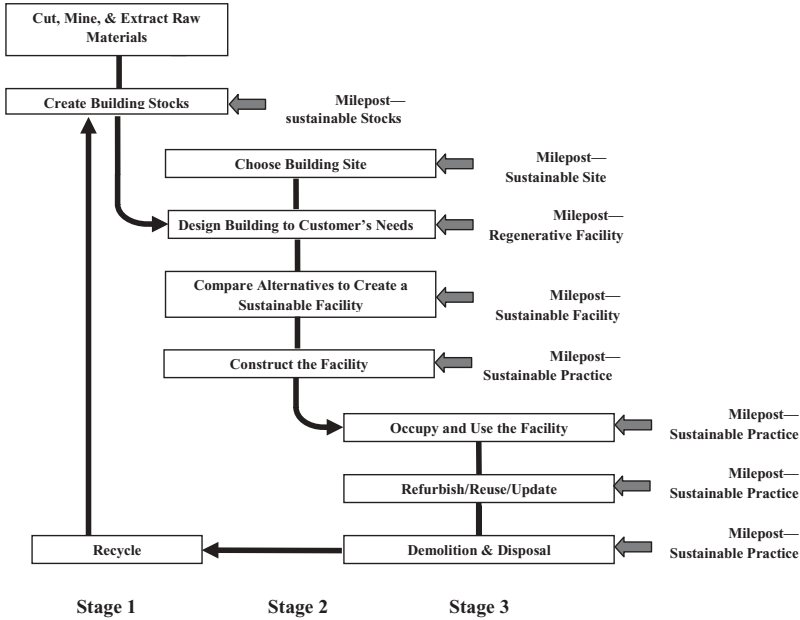 Cut, Mine, & Extract Raw
Materials
Create Building Stocks
Milepost—
sustainable Stocks
Choose Building Site
Milepost—
Sustainable Site
Design Building to Customer’s Needs
Milepost—
Regenerative Facility
Compare Alternatives to Create a
Sustainable Facility
Milepost—
Sustainable Facility
Construct the Facility
Milepost—
Sustainable Practice
Occupy and Use the Facility
Milepost—
Sustainable Practice
Refurbish/Reuse/Update
Milepost—
Sustainable Practice
Recycle
Demolition & Disposal
Milepost—
Sustainable Practice
Stage 1
Stage 2
Stage 3